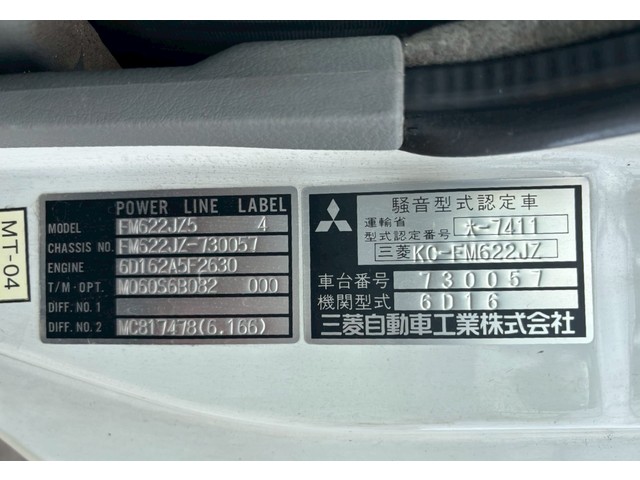 MT-04
POWER LINE LABEL
MODEL FM622JZ5 4
CHASSIS NO. FM622JZ-730057
ENGINE 6D162A5F2630
T/M-OPT. M060S6B082 000
DIFF. NO. 1
DIFF. NO. 2 MC817478(6.166)
騒音型式認定車
運輸省
型式認定番号 ス-7411
三菱 KC-FM622JZ
車台番号 730057
機関型式 6D16
三菱自動車工業株式会社